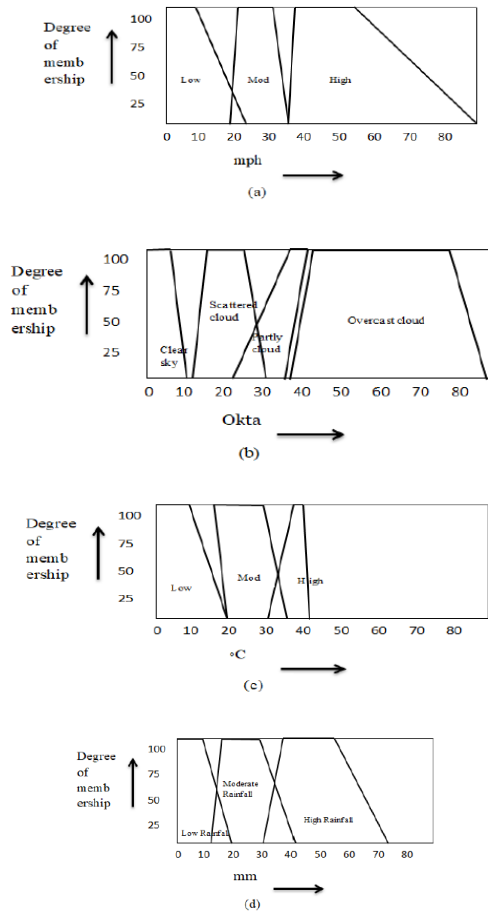 Degree
of
memb
ership
100
75
50
25
Low
Mod
High
0 10 20 30 40 50 60 70 80
mph
(a)
Degree
of
memb
ership
100
75
50
25
Scattered
cloud
Partly
cloud
Overcast cloud
Clear
sky
0 10 20 30 40 50 60 70 80
Okta
(b)
Degree
of
memb
ership
100
75
50
25
Low
Mod
High
0 10 20 30 40 50 60 70 80
°C
(c)
Degree
of
memb
ership
100
75
50
25
Moderate
Rainfall
Low Rainfall
High Rainfall
0 10 20 30 40 50 60 70 80
mm
(d)